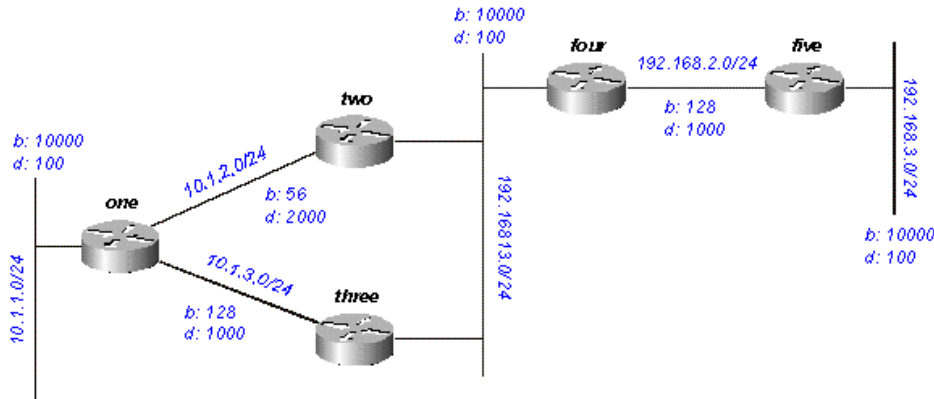 b: 10000
d: 100
four
192.168.2.0/24
five
b: 128
d: 1000
192.168.3.0/24
b: 10000
d: 100
two
b: 10000
d: 100
10.1.2.0/24
b: 56
d: 2000
one
10.1.1.0/24
10.1.3.0/24
b: 128
d: 1000
three
192.16813.0/24